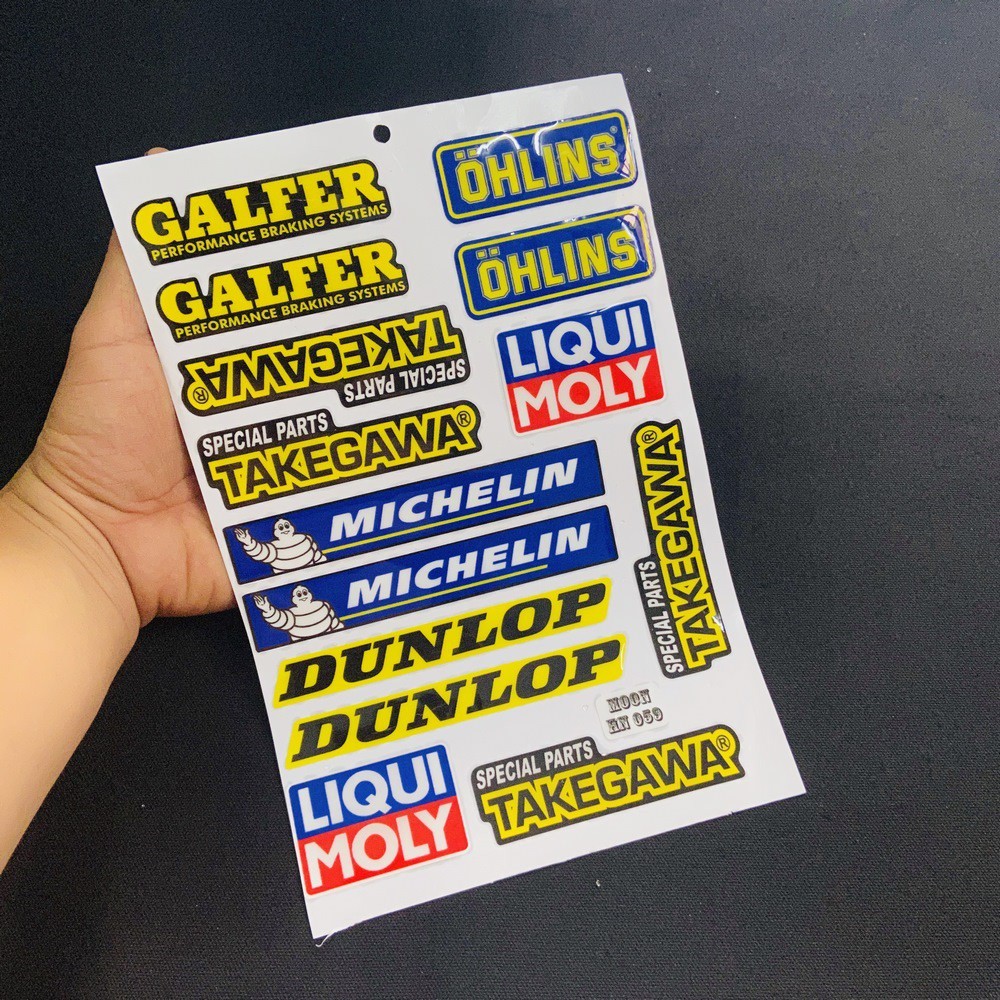 GALFER
PERFORMANCE BRAKING SYSTEMS
ÖHLINS
GALFER
PERFORMANCE BRAKING SYSTEMS
ÖHLINS
TAKEGAWA®
SPECIAL PARTS
LIQUI
MOLY
SPECIAL PARTS
TAKEGAWA®
MICHELIN
MICHELIN
SPECIAL PARTS
TAKEGAWA®
DUNLOP
DUNLOP
MOON
HN 059
LIQUI
MOLY
SPECIAL PARTS
TAKEGAWA®